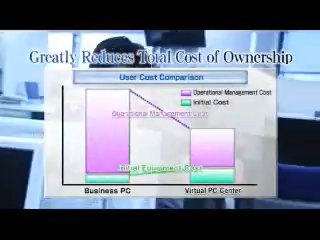 Greatly Reduces Total Cost of Ownership
User Cost Comparison
Operational Management Cost
Initial Cost
Operational Management Cost
Initial Equipment Cost
Business PC
Virtual PC Center